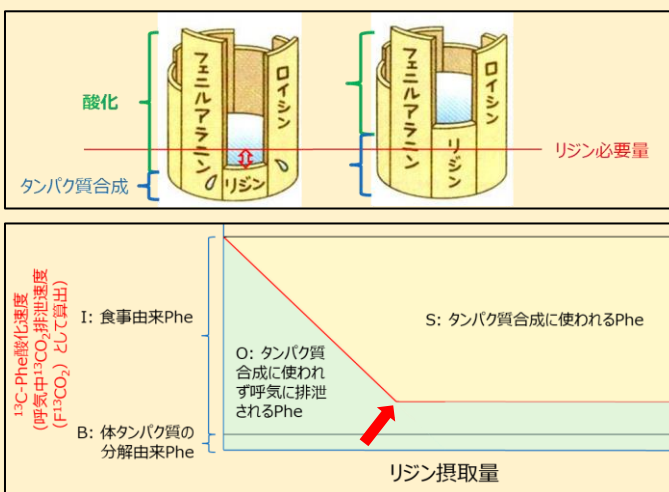 酸化
タンパク質合成
フェニルアラニン
ロイシン
リジン
フェニルアラニン
ロイシン
リジン
リジン必要量
¹³C-Phe酸化速度
(呼気中¹³CO₂排泄速度
(F¹³CO₂)として算出)
I: 食事由来Phe
B: 体タンパク質の
分解由来Phe
O: タンパク質
合成に使われ
ず呼気に排泄
されるPhe
S: タンパク質合成に使われるPhe
リジン摂取量